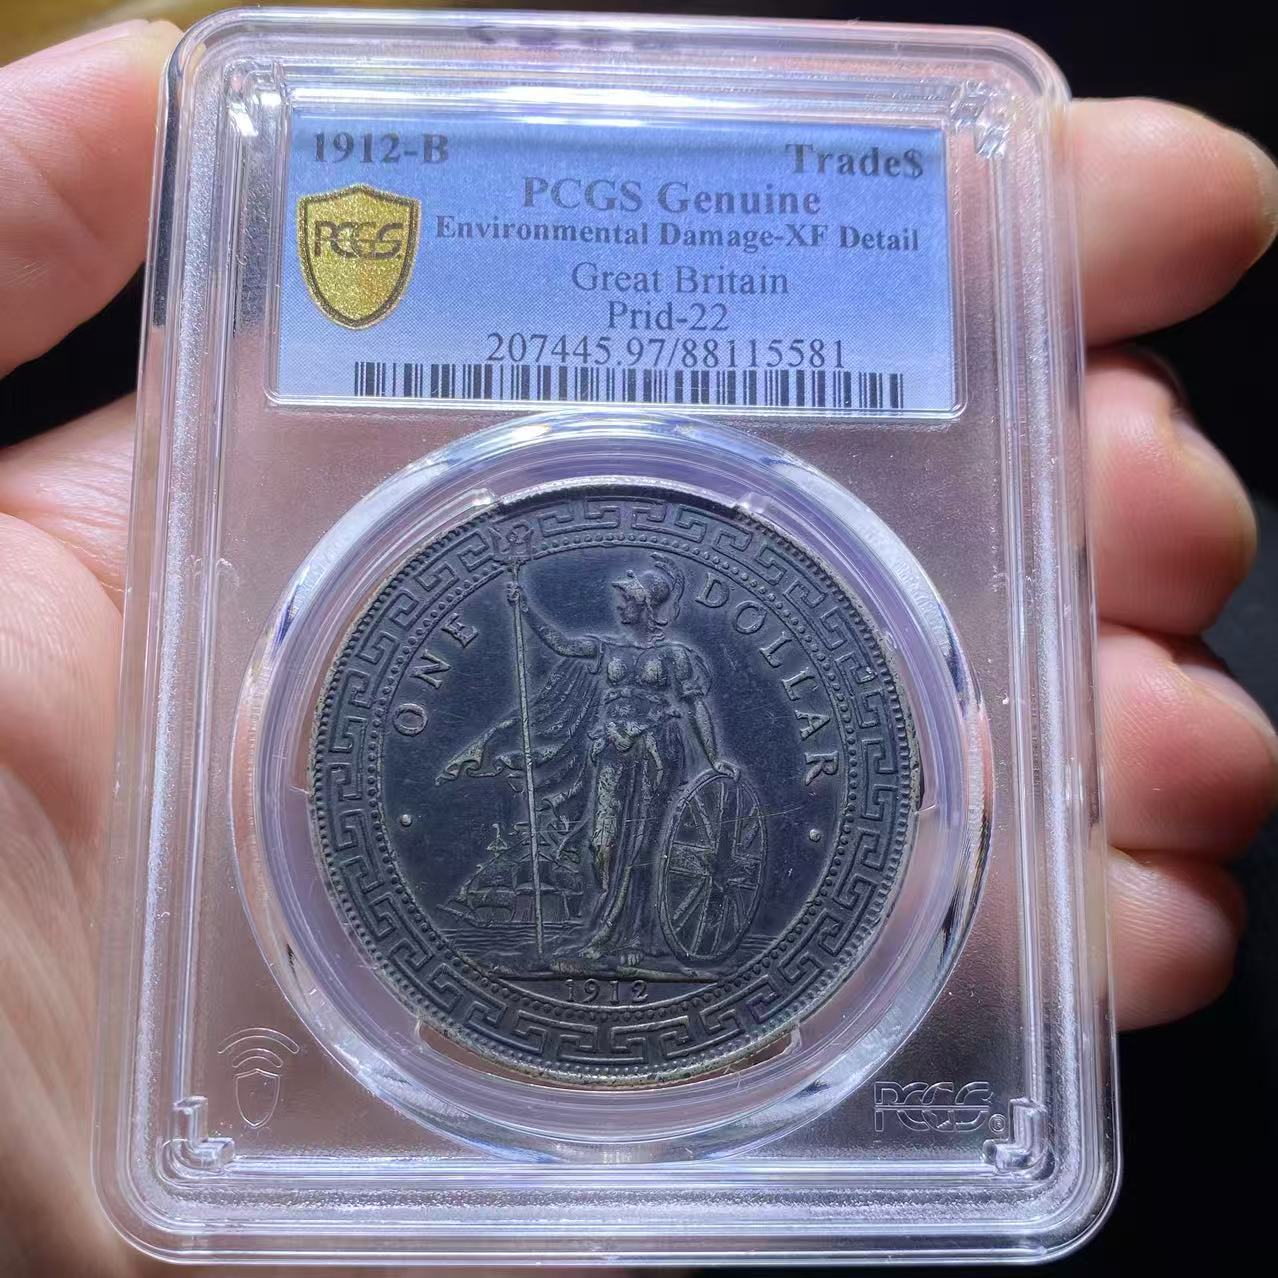 1912-B Trade$
PCGS Genuine
PCGS
Environmental Damage-XF Detail
Great Britain
Prid-22
207445.97/88115581
ONE DOLLAR
1912
PCGS